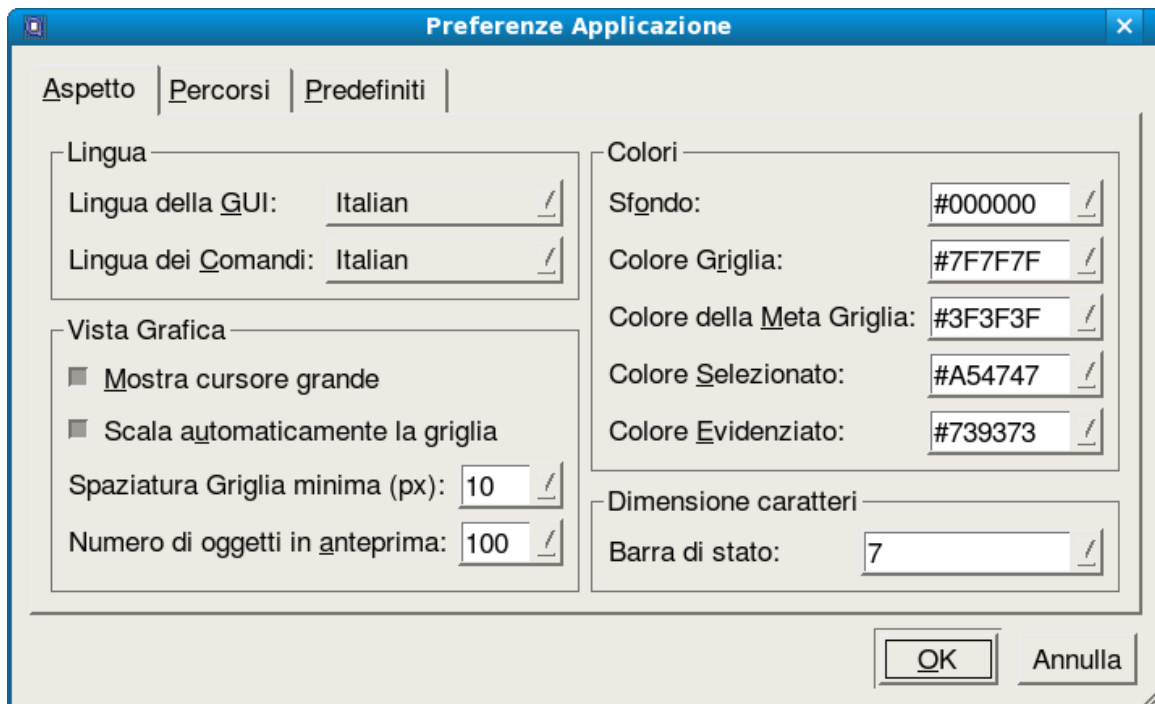 Preferenze Applicazione
Aspetto
Percorsi
Predefiniti
Lingua
Lingua della GUI: Italian
Lingua dei Comandi: Italian
Vista Grafica
Mostra cursore grande
Scala automaticamente la griglia
Spaziatura Griglia minima (px): 10
Numero di oggetti in anteprima: 100
Colori
Sfondo: #000000
Colore Griglia: #7F7F7F
Colore della Meta Griglia: #3F3F3F
Colore Selezionato: #A54747
Colore Evidenziato: #739373
Dimensione caratteri
Barra di stato: 7
OK
Annulla